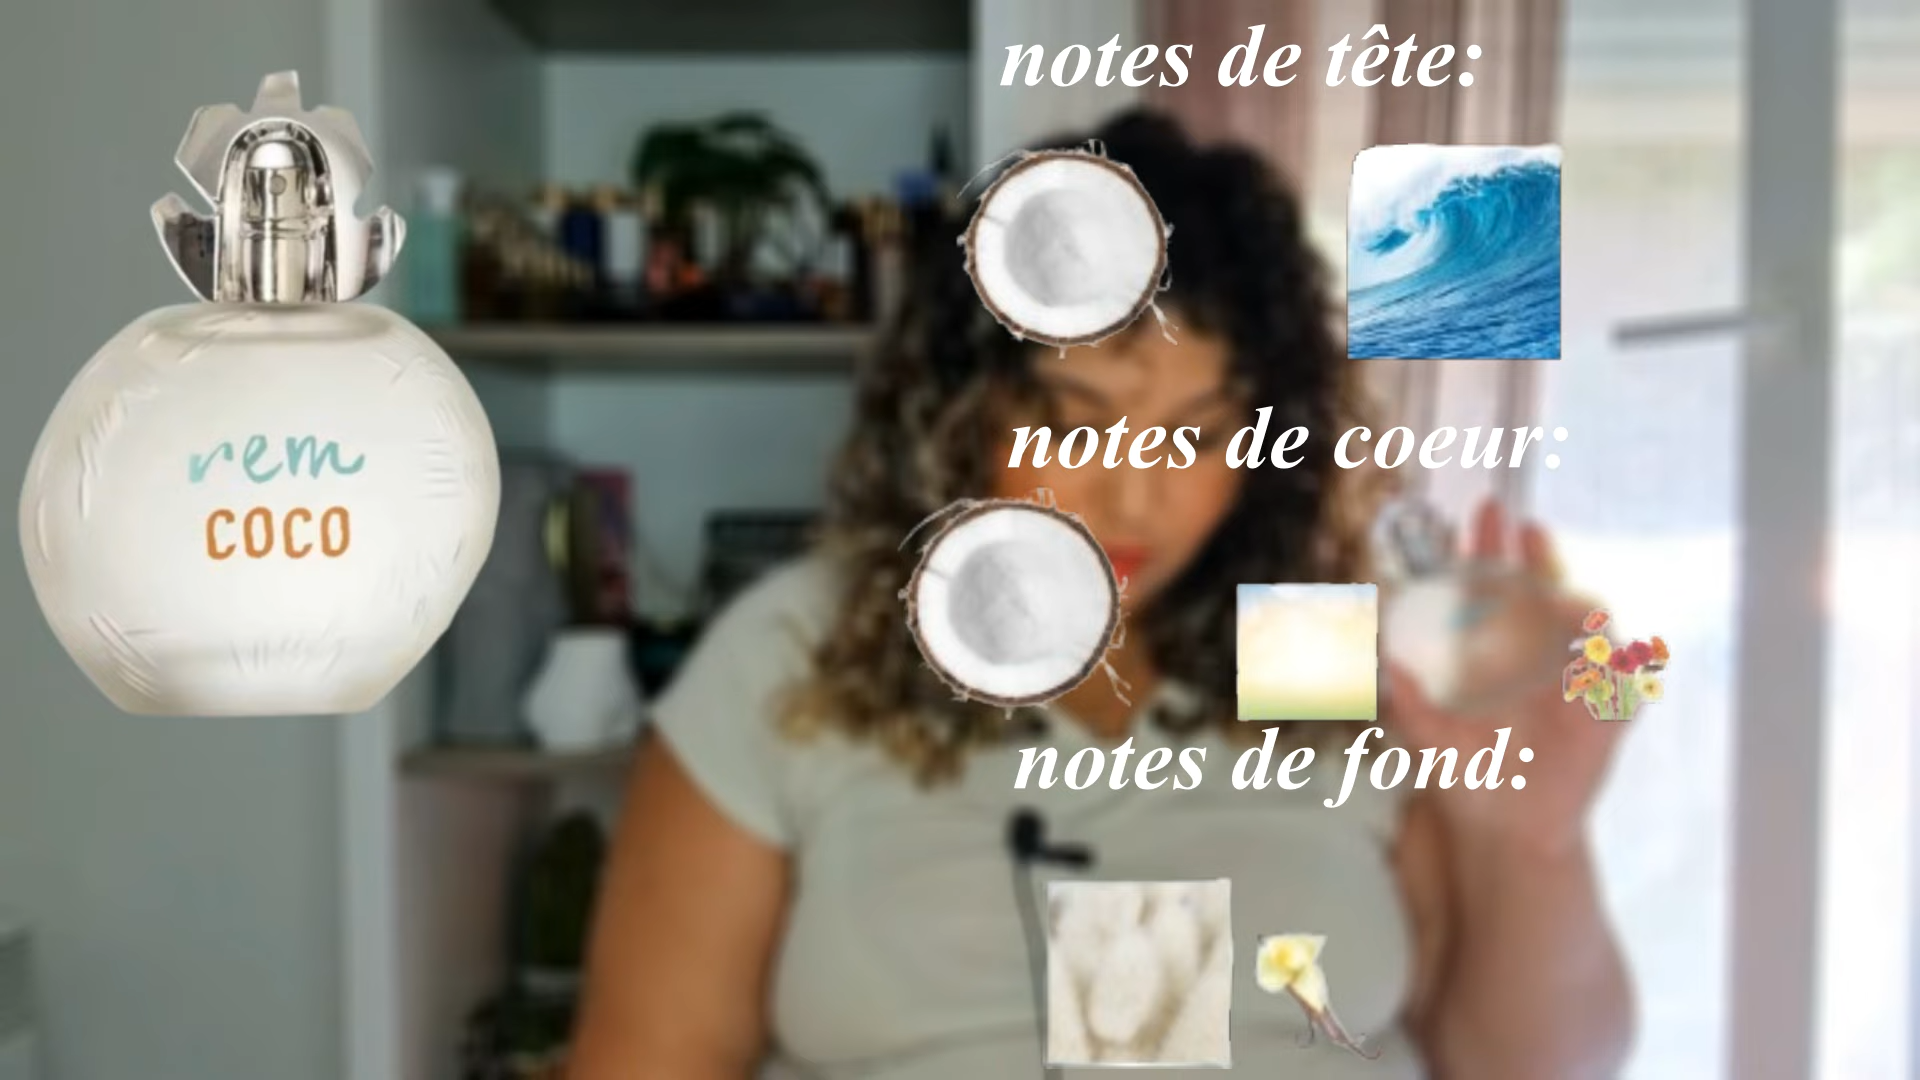 rem
COCO
notes de tête:
notes de coeur:
notes de fond: